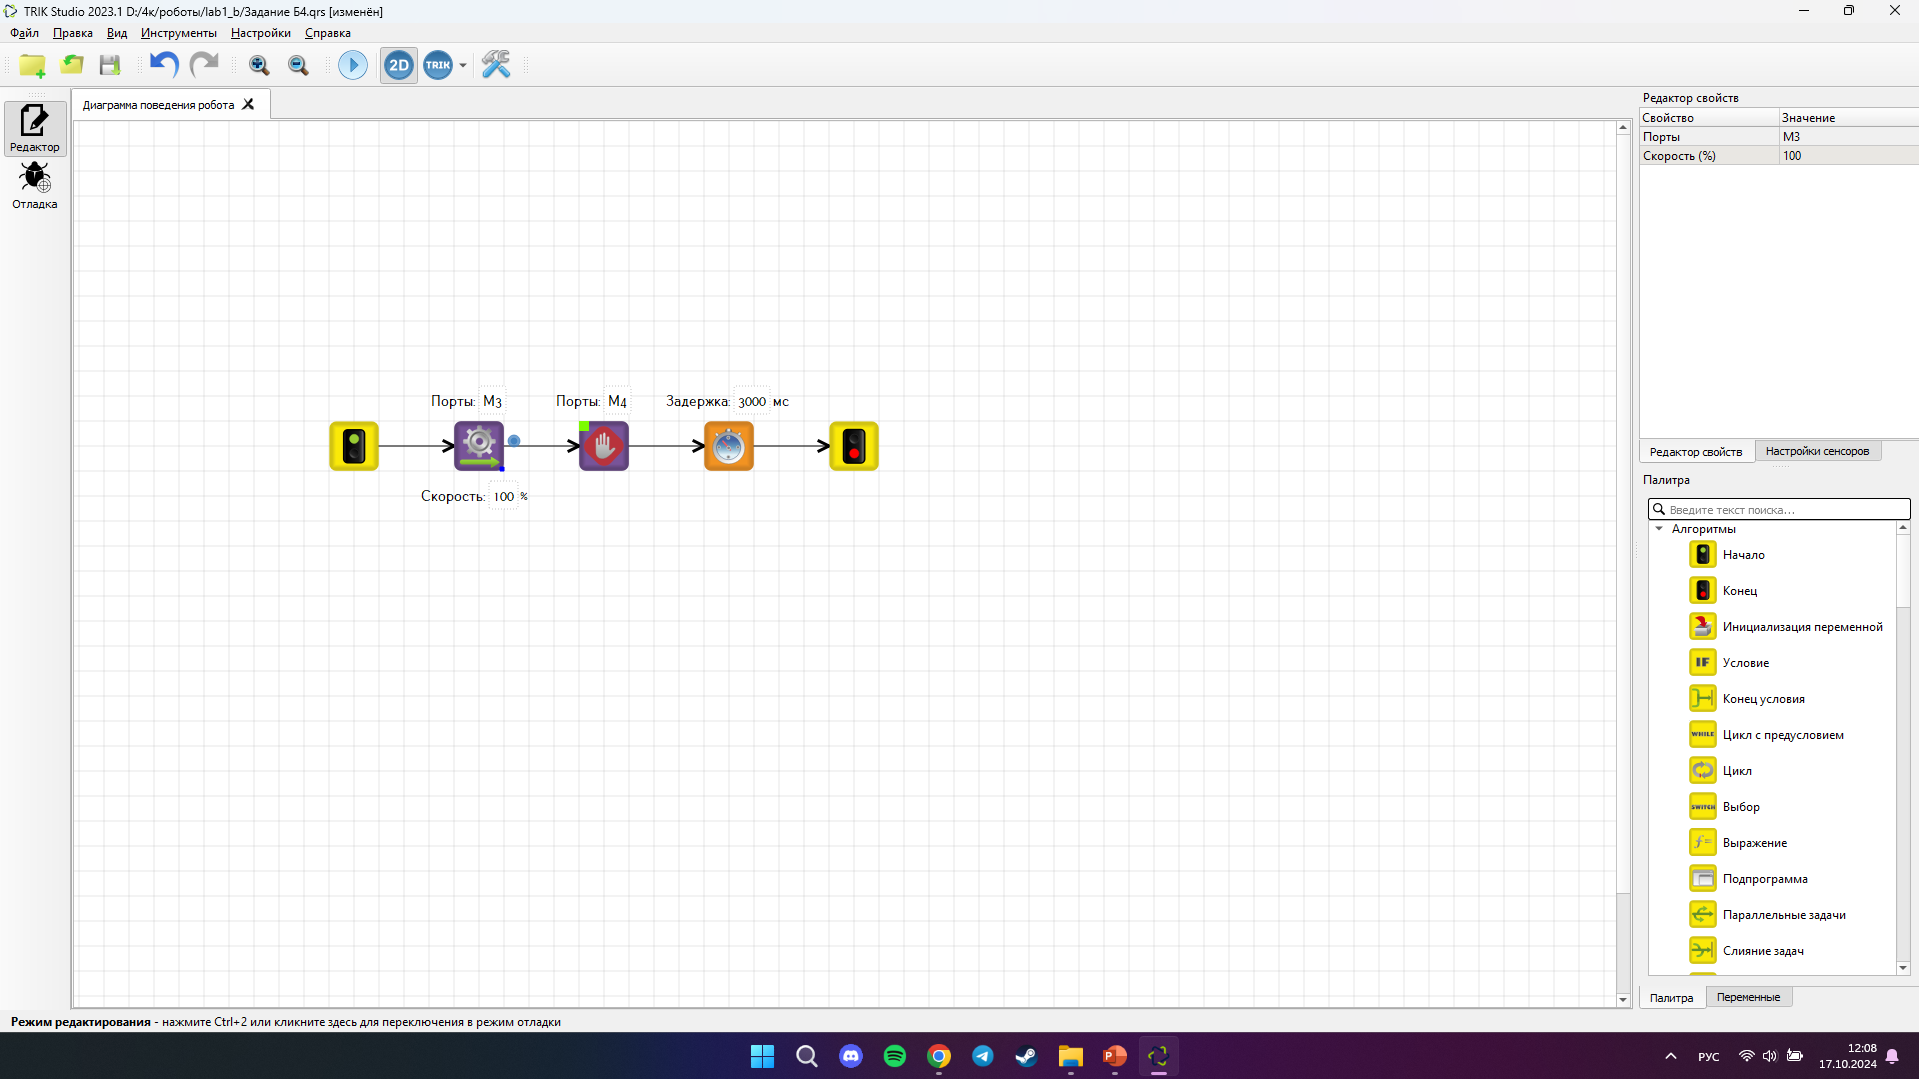 TRIK Studio 2023.1 D:/4к/роботы/lab1_b/Задание Б4.qrs [изменён]
Файл Правка Вид Инструменты Настройки Справка
2D TRIK
Диаграмма поведения робота
Редактор
Отладка
Порты: M3
Порты: M4
Задержка: 3000 мс
Скорость: 100 %
Редактор свойств
Свойство Значение
Порты M3
Скорость (%) 100
Редактор свойств Настройки сенсоров
Палитра
Введите текст поиска...
Алгоритмы
Начало
Конец
Инициализация переменной
IF Условие
Конец условия
WHILE Цикл с предусловием
Цикл
SWITCH Выбор
f= Выражение
Подпрограмма
Параллельные задачи
Слияние задач
Палитра Переменные
Режим редактирования - нажмите Ctrl+2 или кликните здесь для переключения в режим отладки
РУС
12:08
17.10.2024